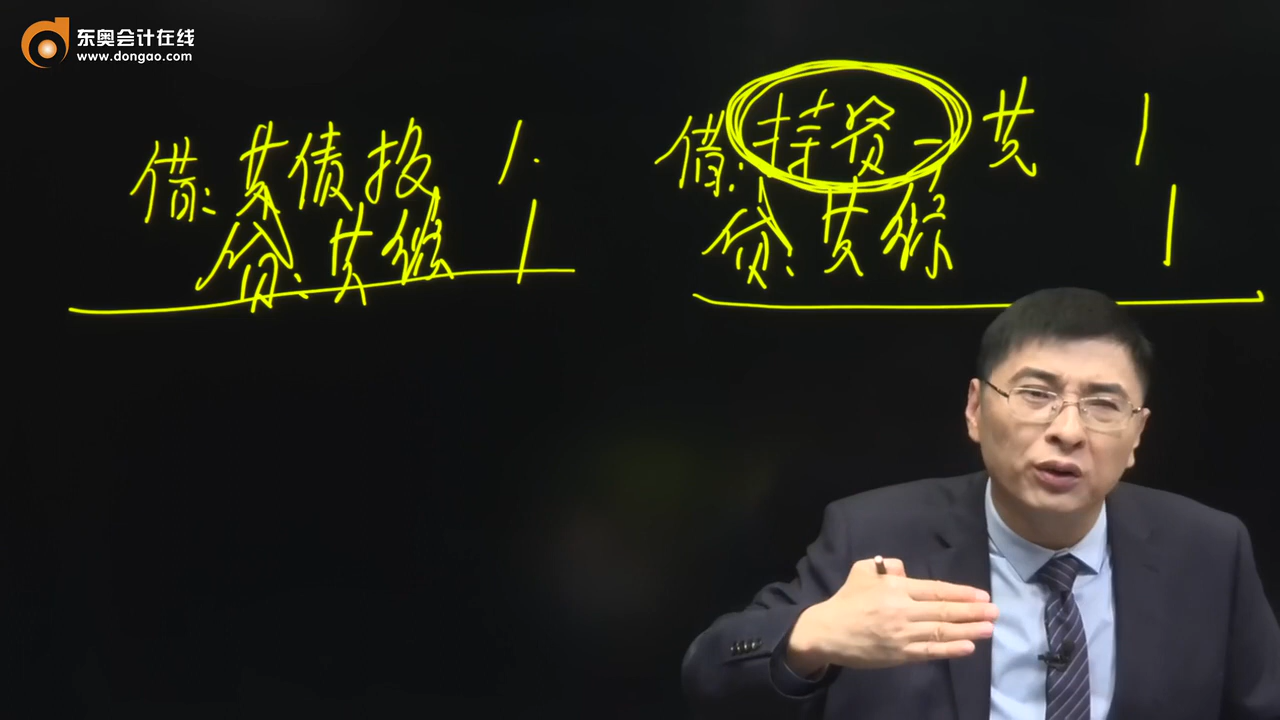 东奥会计在线
www.dongao.com
借：其债投 1
贷：其综 1
借：持资 - 其 1
贷：其综 1